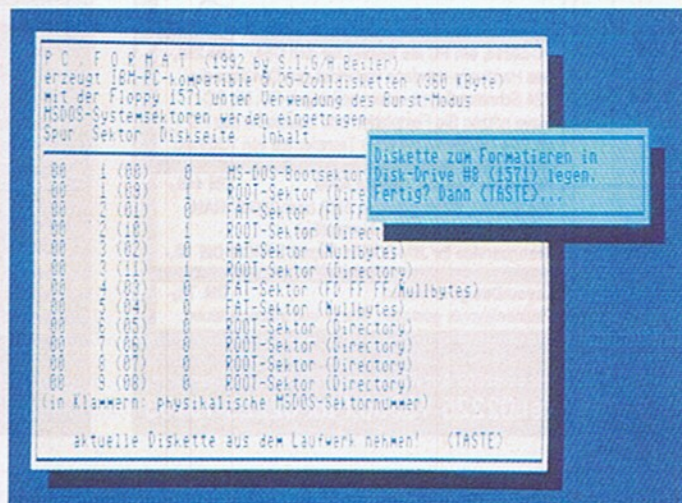 P C . F O R M A T (1992 by S.I.G/H.Beiler)
erzeugt IBM-PC-kompatible 5.25-Zolldisketten (360 KByte)
mit der Floppy 1571 unter Verwendung des Burst-Modus
MSDOS-Systemsektoren werden eingetragen
Spur Sektor Diskseite Inhalt
00 1 (00) 0 MS-DOS-Bootsektor
00 1 (09) 1 ROOT-Sektor (Dire
00 2 (01) 0 FAT-Sektor (FD FF
00 2 (10) 1 ROOT-Sektor (Direct
00 3 (02) 0 FAT-Sektor (Nullbytes)
00 3 (11) 1 ROOT-Sektor (Directory)
00 4 (03) 0 FAT-Sektor (FD FF FF/Nullbytes)
00 5 (04) 0 FAT-Sektor (Nullbytes)
00 6 (05) 0 ROOT-Sektor (Directory)
00 7 (06) 0 ROOT-Sektor (Directory)
00 8 (07) 0 ROOT-Sektor (Directory)
00 9 (08) 0 ROOT-Sektor (Directory)
(in Klammern: physikalische MSDOS-Sektornummer)
aktuelle Diskette aus dem Laufwerk nehmen! (TASTE)
Diskette zum Formatieren in
Disk-Drive #8 (1571) legen.
Fertig? Dann (TASTE)...